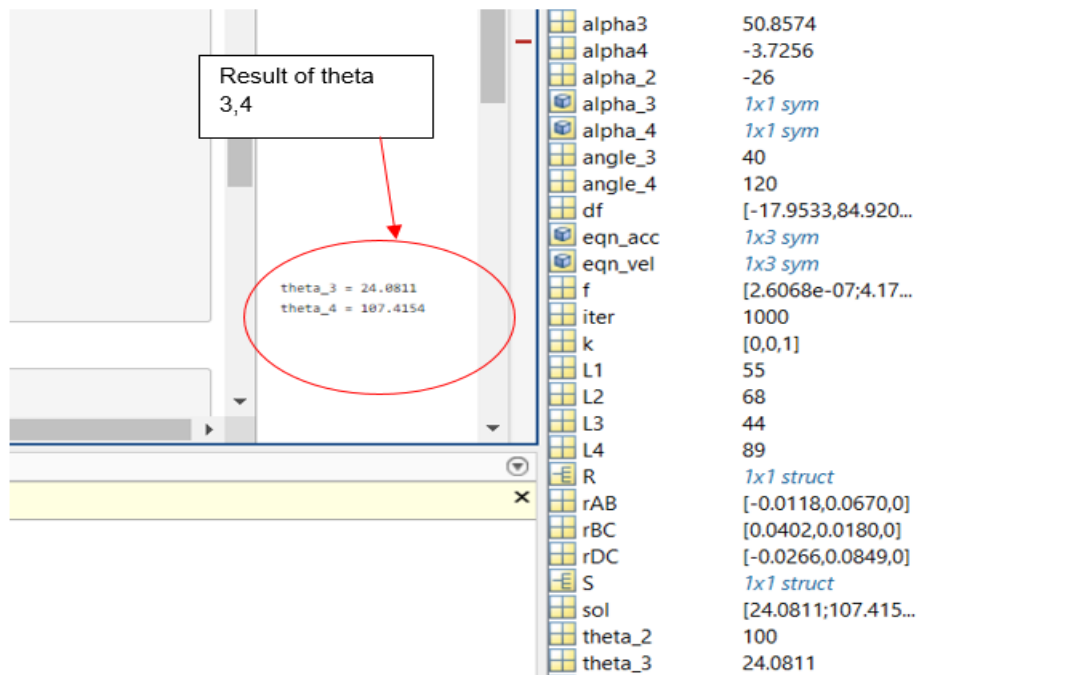 Result of theta
3,4
theta_3 = 24.0811
theta_4 = 107.4154
alpha3 50.8574
alpha4 -3.7256
alpha_2 -26
alpha_3 1x1 sym
alpha_4 1x1 sym
angle_3 40
angle_4 120
df [-17.9533,84.920...
eqn_acc 1x3 sym
eqn_vel 1x3 sym
f [2.6068e-07;4.17...
iter 1000
k [0,0,1]
L1 55
L2 68
L3 44
L4 89
R 1x1 struct
rAB [-0.0118,0.0670,0]
rBC [0.0402,0.0180,0]
rDC [-0.0266,0.0849,0]
S 1x1 struct
sol [24.0811;107.415...
theta_2 100
theta_3 24.0811